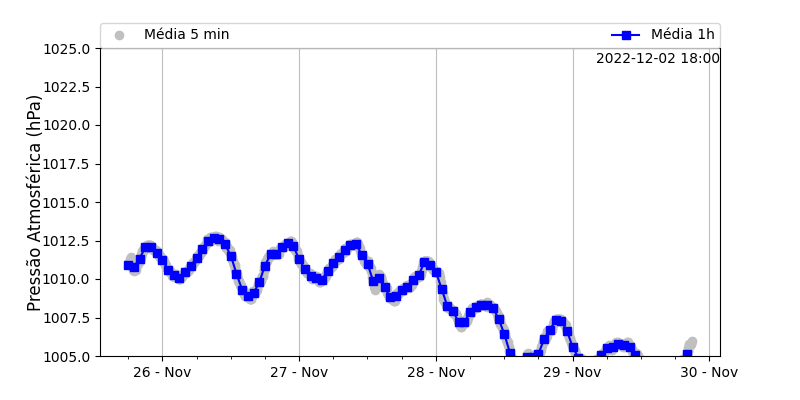 Média 5 min
Média 1h
2022-12-02 18:00
Pressão Atmosférica (hPa)
1025.0
1022.5
1020.0
1017.5
1015.0
1012.5
1010.0
1007.5
1005.0
26 - Nov
27 - Nov
28 - Nov
29 - Nov
30 - Nov